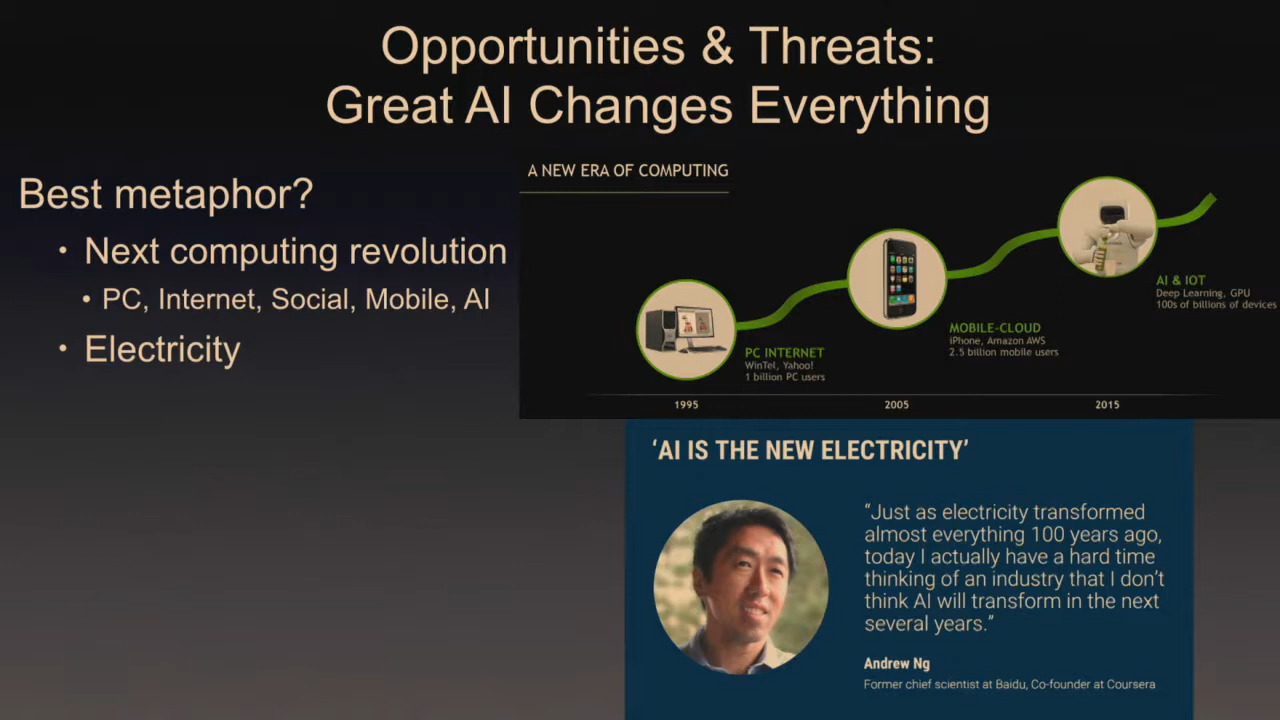 Opportunities & Threats:
Great AI Changes Everything
Best metaphor?
• Next computing revolution
• PC, Internet, Social, Mobile, AI
• Electricity
A NEW ERA OF COMPUTING
PC INTERNET
WinTel, Yahoo!
1 billion PC users
MOBILE-CLOUD
iPhone, Amazon AWS
2.5 billion mobile users
AI & IOT
Deep Learning, GPU
100s of billions of devices
1995
2005
2015
‘AI IS THE NEW ELECTRICITY’
“Just as electricity transformed
almost everything 100 years ago,
today I actually have a hard time
thinking of an industry that I don’t
think AI will transform in the next
several years.”
Andrew Ng
Former chief scientist at Baidu, Co-founder at Coursera